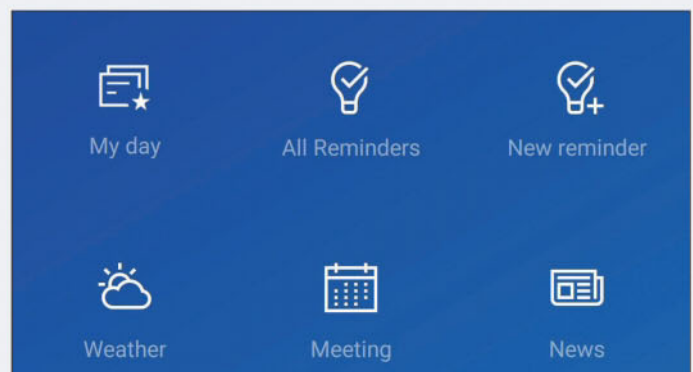 My day
All Reminders
New reminder
Weather
Meeting
News